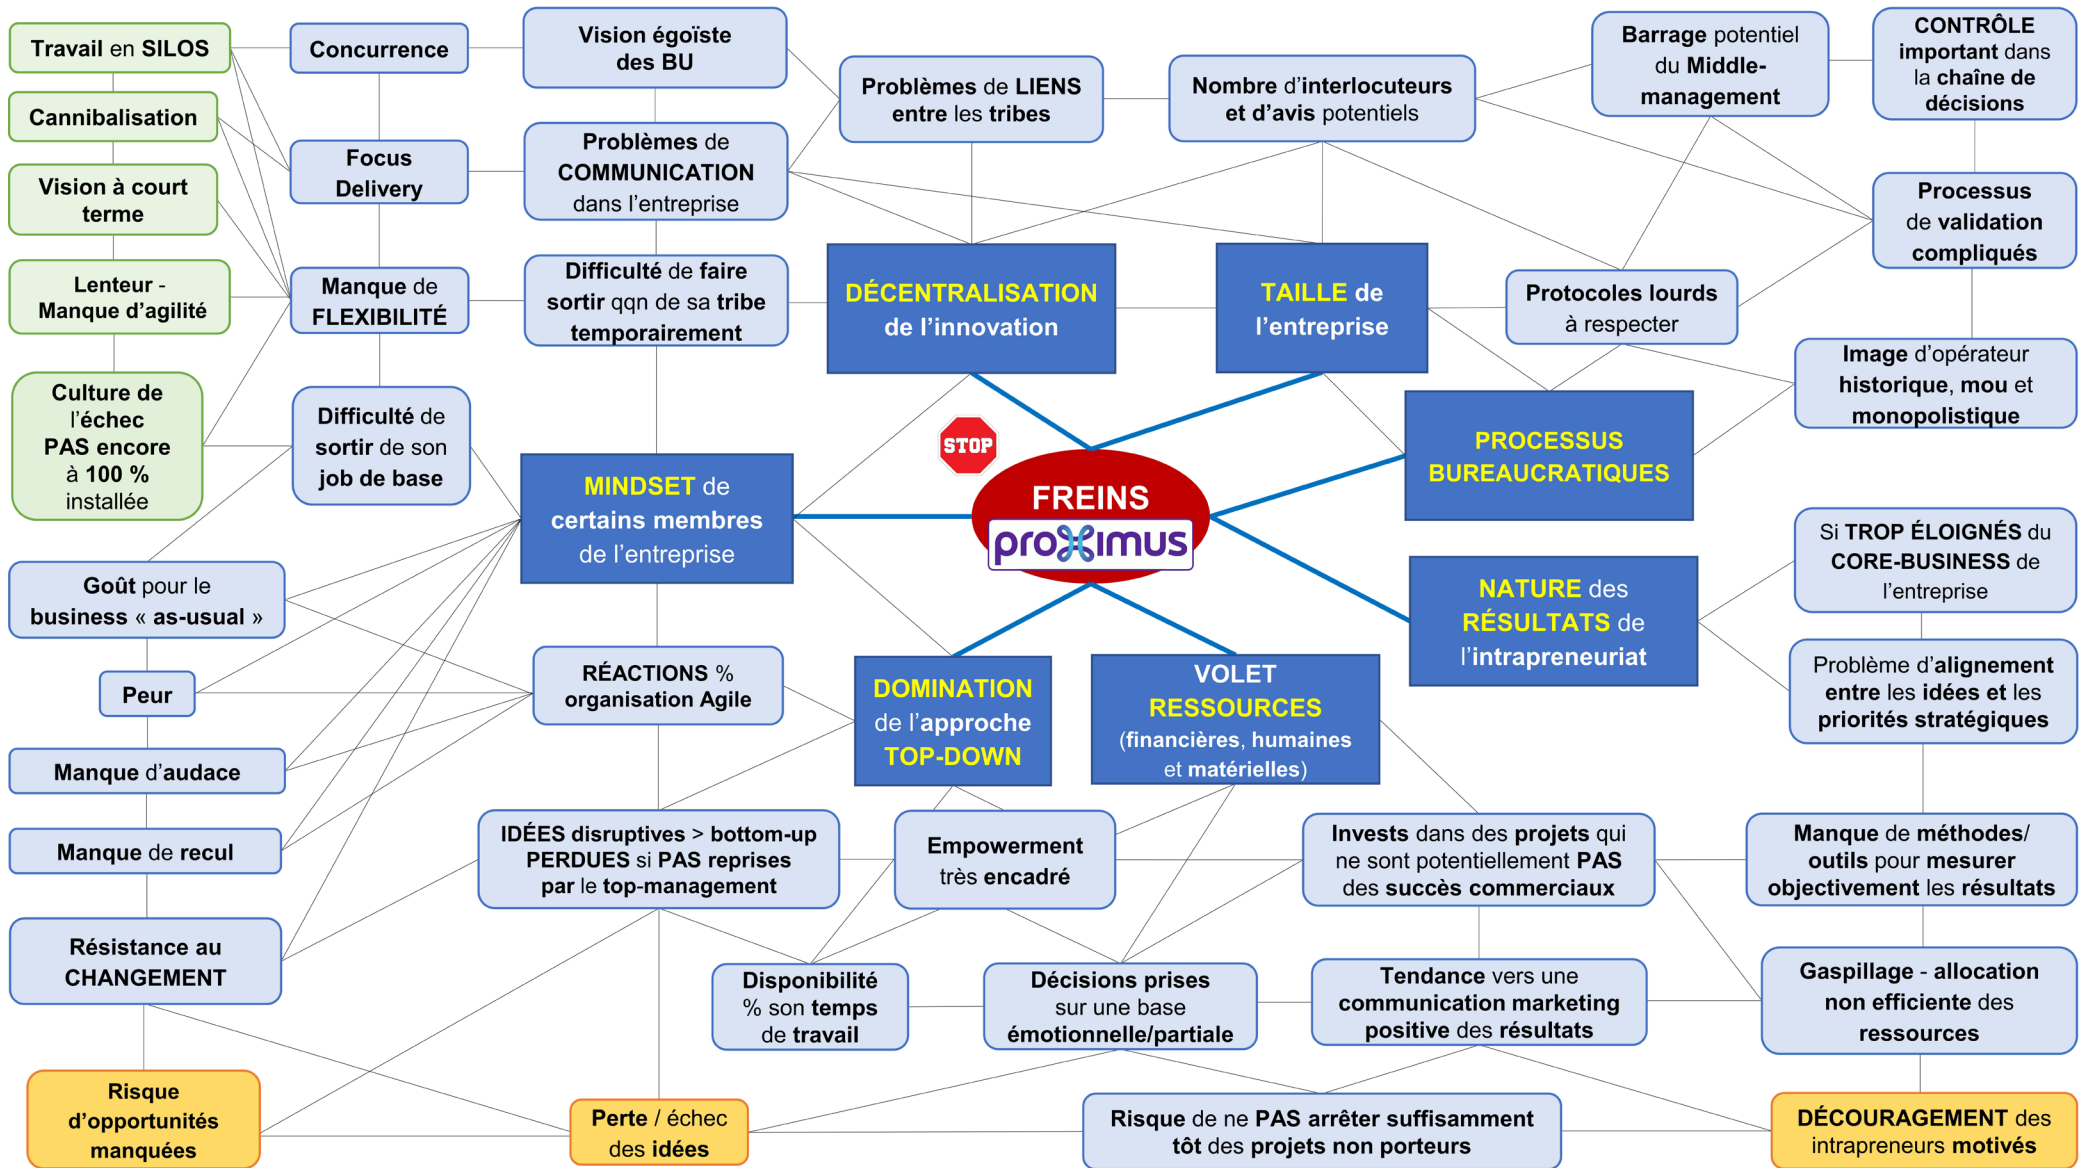 Travail en SILOS
Concurrence
Vision égoïste
des BU
Problèmes de LIENS
entre les tribes
Nombre d'interlocuteurs
et d'avis potentiels
Barrage potentiel
du Middle-
management
CONTRÔLE
important dans
la chaîne de
décisions
Cannibalisation
Focus
Delivery
Problèmes de
COMMUNICATION
dans l'entreprise
Vision à court
terme
Processus
de validation
compliqués
Lenteur -
Manque d'agilité
Manque de
FLEXIBILITÉ
Difficulté de faire
sortir qqn de sa tribe
temporairement
DÉCENTRALISATION
de l'innovation
TAILLE de
l'entreprise
Protocoles lourds
à respecter
Image d'opérateur
historique, mou et
monopolistique
Culture de
l'échec
PAS encore
à 100 %
installée
Difficulté de
sortir de son
job de base
MINDSET de
certains membres
de l'entreprise
STOP
FREINS
proximus
PROCESSUS
BUREAUCRATIQUES
Goût pour le
business « as-usual »
NATURE des
RÉSULTATS de
l'intrapreneuriat
Si TROP ÉLOIGNÉS du
CORE-BUSINESS de
l'entreprise
Peur
RÉACTIONS %
organisation Agile
DOMINATION
de l'approche
TOP-DOWN
VOLET
RESSOURCES
(financières, humaines
et matérielles)
Problème d'alignement
entre les idées et les
priorités stratégiques
Manque d'audace
Manque de recul
IDÉES disruptives > bottom-up
PERDUES si PAS reprises
par le top-management
Empowerment
très encadré
Invests dans des projets qui
ne sont potentiellement PAS
des succès commerciaux
Manque de méthodes/
outils pour mesurer
objectivement les résultats
Résistance au
CHANGEMENT
Disponibilité
% son temps
de travail
Décisions prises
sur une base
émotionnelle/partiale
Tendance vers une
communication marketing
positive des résultats
Gaspillage - allocation
non efficiente des
ressources
Risque
d'opportunités
manquées
Perte / échec
des idées
Risque de ne PAS arrêter suffisamment
tôt des projets non porteurs
DÉCOURAGEMENT des
intrapreneurs motivés